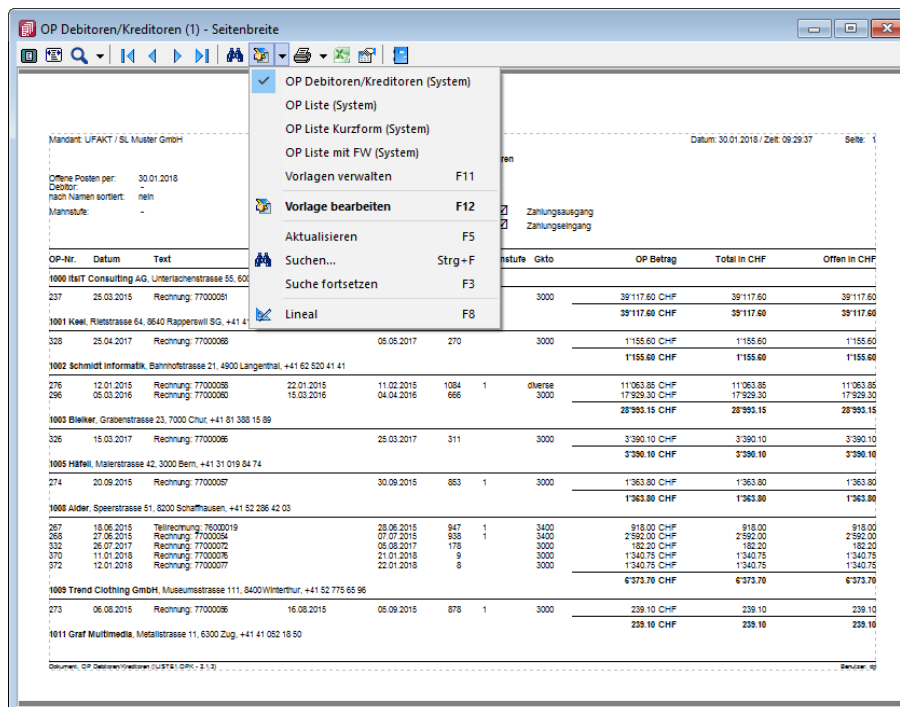 OP Debitoren/Kreditoren (1) - Seitenbreite
OP Debitoren/Kreditoren (System)
OP Liste (System)
OP Liste Kurzform (System)
OP Liste mit FW (System)
Vorlagen verwalten F11
Vorlage bearbeiten F12
Aktualisieren F5
Suchen... Strg+F
Suche fortsetzen F3
Lineal F8
Mandant: UFAKT / SL Muster GmbH Datum: 30.01.2018 / Zeit: 09:29:37 Seite: 1
ren
Offene Posten per: 30.01.2018
Debitor: -
nach Namen sortiert: nein
Mahnstufe: - Zahlungsausgang
Zahlungseingang
OP-Nr. Datum Text nstufe Gkto OP Betrag Total in CHF Offen in CHF
1000 itsIT Consulting AG, Unterlachenstrasse 55, 600
237 25.03.2015 Rechnung: 77000051 3000 39'117.60 CHF 39'117.60 39'117.60
39'117.60 CHF 39'117.60 39'117.60
1001 Keel, Rietstrasse 64, 8640 Rapperswil SG, +41 41
328 25.04.2017 Rechnung: 77000068 05.05.2017 270 3000 1'155.60 CHF 1'155.60 1'155.60
1'155.60 CHF 1'155.60 1'155.60
1002 Schmidt Informatik, Bahnhofstrasse 21, 4900 Langenthal, +41 62 520 41 41
276 12.01.2015 Rechnung: 77000058 22.01.2015 11.02.2015 1084 1 diverse 11'063.85 CHF 11'063.85 11'063.85
296 05.03.2016 Rechnung: 77000060 15.03.2016 04.04.2016 666 3000 17'929.30 CHF 17'929.30 17'929.30
28'993.15 CHF 28'993.15 28'993.15
1003 Bleiker, Grabenstrasse 23, 7000 Chur, +41 81 388 15 89
326 15.03.2017 Rechnung: 77000066 25.03.2017 311 3000 3'390.10 CHF 3'390.10 3'390.10
3'390.10 CHF 3'390.10 3'390.10
1005 Häfeli, Maierstrasse 42, 3000 Bern, +41 31 019 84 74
274 20.09.2015 Rechnung: 77000057 30.09.2015 853 1 3000 1'363.80 CHF 1'363.80 1'363.80
1'363.80 CHF 1'363.80 1'363.80
1008 Alder, Speerstrasse 51, 8200 Schaffhausen, +41 52 286 42 03
267 18.06.2015 Teilrechnung: 76000019 28.06.2015 947 1 3400 918.00 CHF 918.00 918.00
268 27.06.2015 Rechnung: 77000054 07.07.2015 938 1 3400 2'592.00 CHF 2'592.00 2'592.00
332 26.07.2017 Rechnung: 77000072 05.08.2017 178 3000 182.20 CHF 182.20 182.20
370 11.01.2018 Rechnung: 77000076 21.01.2018 9 3000 1'340.75 CHF 1'340.75 1'340.75
372 12.01.2018 Rechnung: 77000077 22.01.2018 8 3000 1'340.75 CHF 1'340.75 1'340.75
6'373.70 CHF 6'373.70 6'373.70
1009 Trend Clothing GmbH, Museumsstrasse 111, 8400 Winterthur, +41 52 775 65 96
273 06.08.2015 Rechnung: 77000056 16.08.2015 05.09.2015 878 1 3000 239.10 CHF 239.10 239.10
239.10 CHF 239.10 239.10
1011 Graf Multimedia, Metallstrasse 11, 6300 Zug, +41 41 052 18 50
Dokument: OP Debitoren/Kreditoren (LISTE1.OPK - 2.1.3) Benutzer: dp